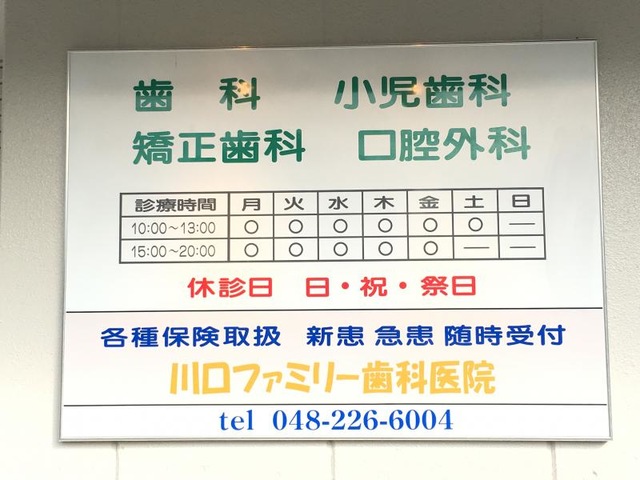 歯科 小児歯科
矯正歯科 口腔外科
診療時間 月 火 水 木 金 土 日
10:00～13:00 ○ ○ ○ ○ ○ ○ ―
15:00～20:00 ○ ○ ○ ○ ○ ― ―
休診日 日・祝・祭日
各種保険取扱 新患 急患 随時受付
川口ファミリー歯科医院
tel 048-226-6004